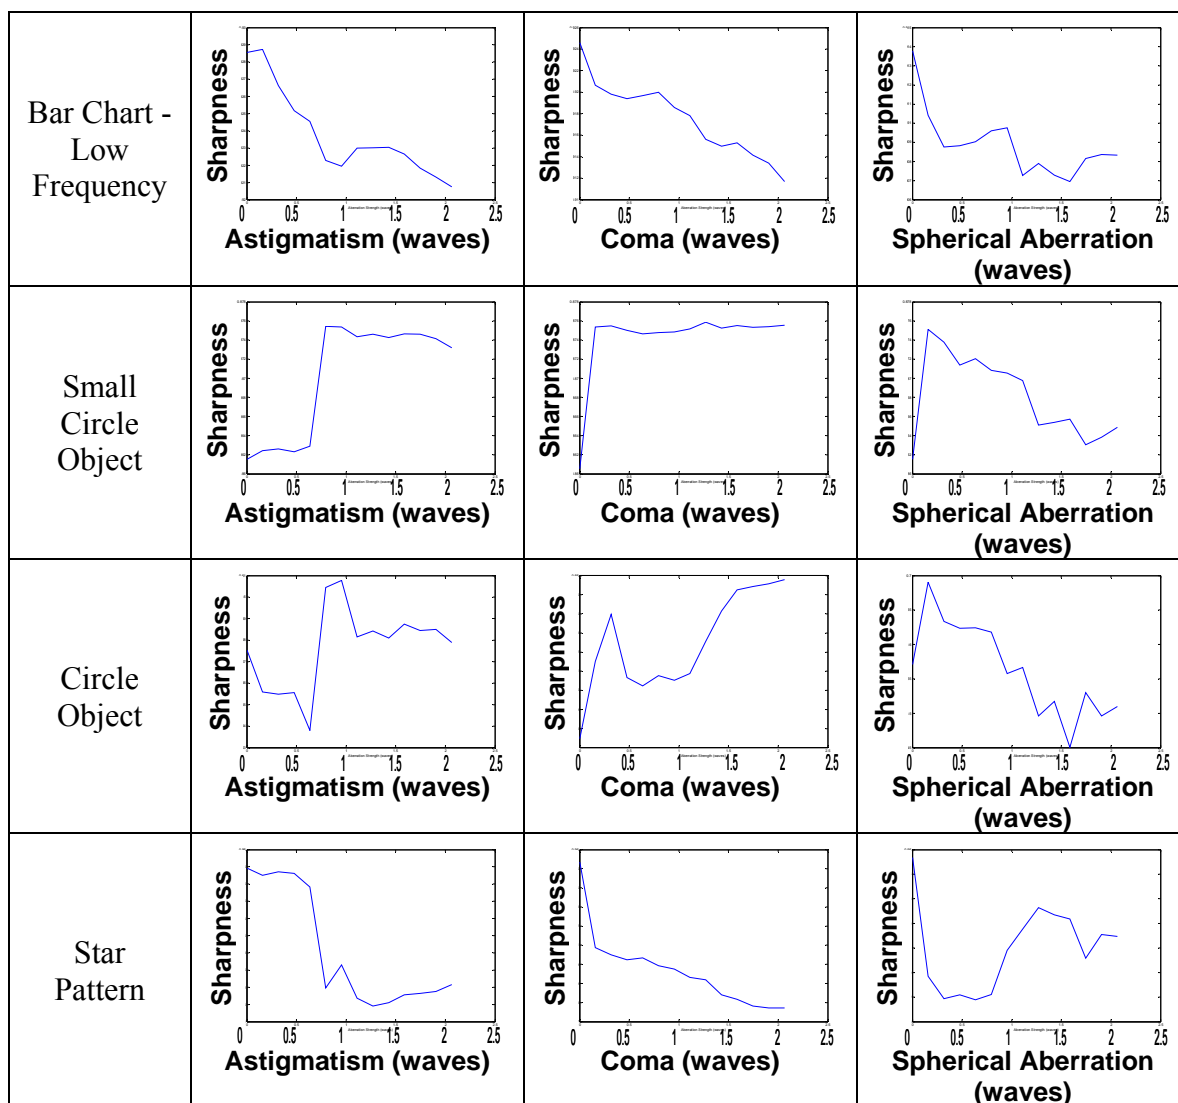 Bar Chart -
Low
Frequency
Sharpness
0 0.5 1 1.5 2 2.5
Astigmatism (waves)
Sharpness
0 0.5 1 1.5 2 2.5
Coma (waves)
Sharpness
0 0.5 1 1.5 2 2.5
Spherical Aberration
(waves)
Small
Circle
Object
Sharpness
0 0.5 1 1.5 2 2.5
Astigmatism (waves)
Sharpness
0 0.5 1 1.5 2 2.5
Coma (waves)
Sharpness
0 0.5 1 1.5 2 2.5
Spherical Aberration
(waves)
Circle
Object
Sharpness
0 0.5 1 1.5 2 2.5
Astigmatism (waves)
Sharpness
0 0.5 1 1.5 2 2.5
Coma (waves)
Sharpness
0 0.5 1 1.5 2 2.5
Spherical Aberration
(waves)
Star
Pattern
Sharpness
0 0.5 1 1.5 2 2.5
Astigmatism (waves)
Sharpness
0 0.5 1 1.5 2 2.5
Coma (waves)
Sharpness
0 0.5 1 1.5 2 2.5
Spherical Aberration
(waves)